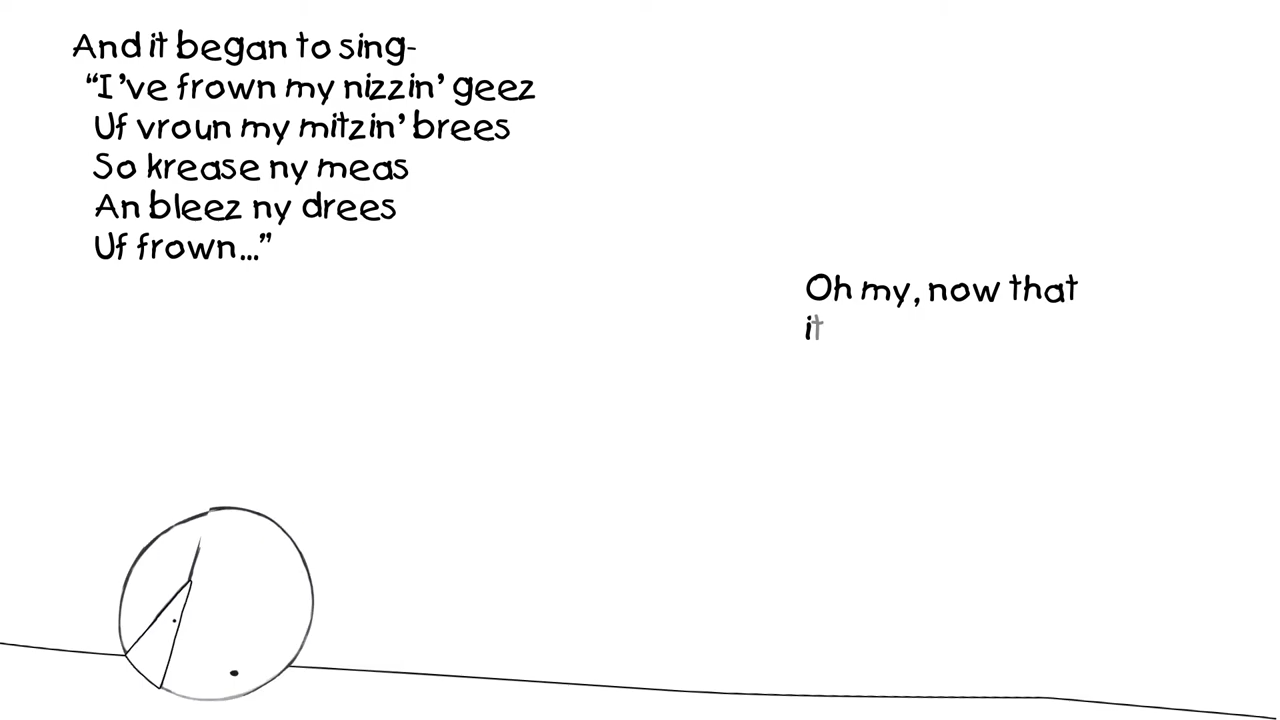 And it began to sing-
“I’ve frown my nizzin’ geez
Uf vroun my mitzin’ brees
So krease ny meas
An bleez ny drees
Uf frown...”
Oh my, now that
it